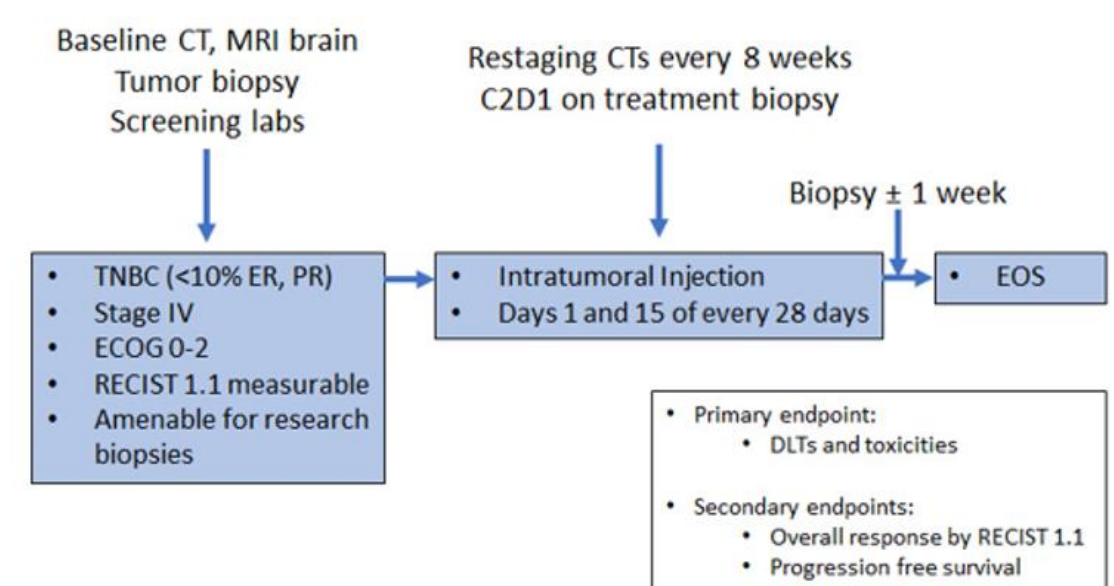 Baseline CT, MRI brain
Tumor biopsy
Screening labs
Restaging CTs every 8 weeks
C2D1 on treatment biopsy
Biopsy ± 1 week
• TNBC (<10% ER, PR)
• Stage IV
• ECOG 0-2
• RECIST 1.1 measurable
• Amenable for research
biopsies
• Intratumoral Injection
• Days 1 and 15 of every 28 days
• EOS
• Primary endpoint:
• DLTs and toxicities
• Secondary endpoints:
• Overall response by RECIST 1.1
• Progression free survival